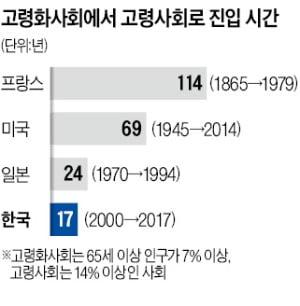 고령화사회에서 고령사회로 진입 시간
(단위:년)
프랑스 114 (1865→1979)
미국 69 (1945→2014)
일본 24 (1970→1994)
한국 17 (2000→2017)
※고령화사회는 65세 이상 인구가 7% 이상,
고령사회는 14% 이상인 사회